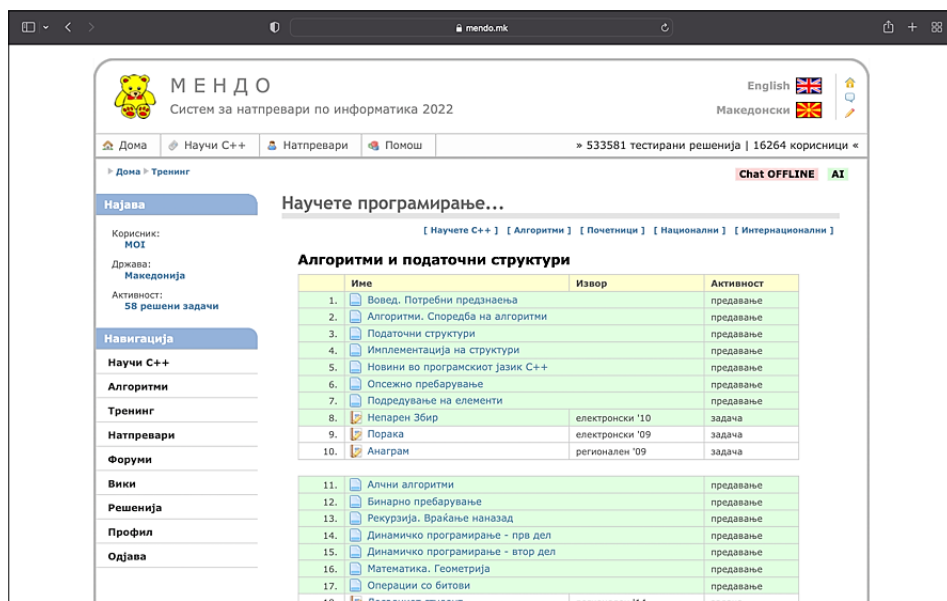 mendo.mk
МЕНДО
Систем за натпревари по информатика 2022
English
Македонски
Дома Научи C++ Натпревари Помош » 533581 тестирани решенија | 16264 корисници «
Дома Тренинг
Chat OFFLINE AI
Најава
Корисник:
MOI
Држава:
Македонија
Активност:
58 решени задачи
Навигација
Научи C++
Алгоритми
Тренинг
Натпревари
Форуми
Вики
Решенија
Профил
Одјава
Научете програмирање...
[ Научете C++ ] [ Алгоритми ] [ Почетници ] [ Национални ] [ Интернационални ]
Алгоритми и податочни структури
Име Извор Активност
1. Вовед. Потребни предзнаења предавање
2. Алгоритми. Споредба на алгоритми предавање
3. Податочни структури предавање
4. Имплементација на структури предавање
5. Новини во програмскиот јазик C++ предавање
6. Опсежно пребарување предавање
7. Подредување на елементи предавање
8. Непарен Збир електронски '10 задача
9. Порака електронски '09 задача
10. Анаграм регионален '09 задача
11. Алчни алгоритми предавање
12. Бинарно пребарување предавање
13. Рекурзија. Враќање наназад предавање
14. Динамичко програмирање - прв дел предавање
15. Динамичко програмирање - втор дел предавање
16. Математика. Геометрија предавање
17. Операции со битови предавање